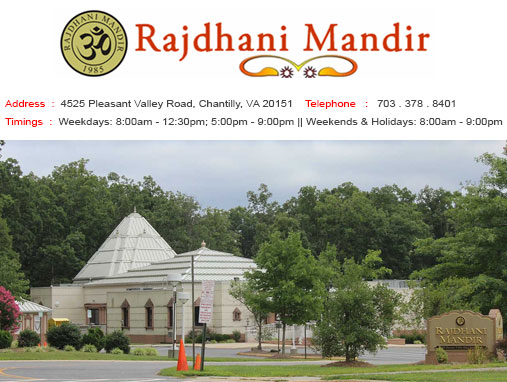 RAJDHANI MANDIR
1985
Rajdhani Mandir
Address : 4525 Pleasant Valley Road, Chantilly, VA 20151 Telephone : 703 . 378 . 8401
Timings : Weekdays: 8:00am - 12:30pm; 5:00pm - 9:00pm || Weekends & Holidays: 8:00am - 9:00pm
RAJDHANI
MANDIR